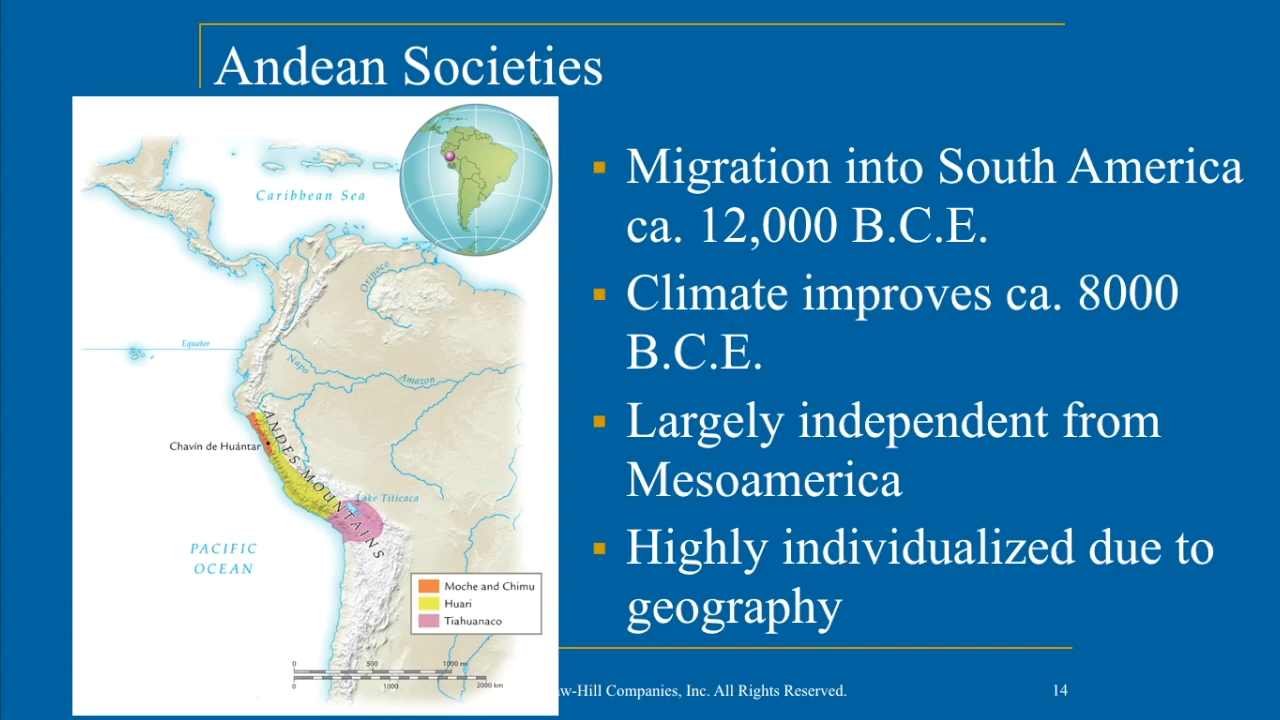 Andean Societies
Caribbean Sea
Orinoco
Equator
Napo
Amazon
Chavín de Huántar
ANDES MOUNTAINS
Lake Titicaca
PACIFIC
OCEAN
Moche and Chimu
Huari
Tiahuanaco
0 500 1000 mi
0 1000 2000 km
▪ Migration into South America
ca. 12,000 B.C.E.
▪ Climate improves ca. 8000
B.C.E.
▪ Largely independent from
Mesoamerica
▪ Highly individualized due to
geography
w-Hill Companies, Inc. All Rights Reserved.
14